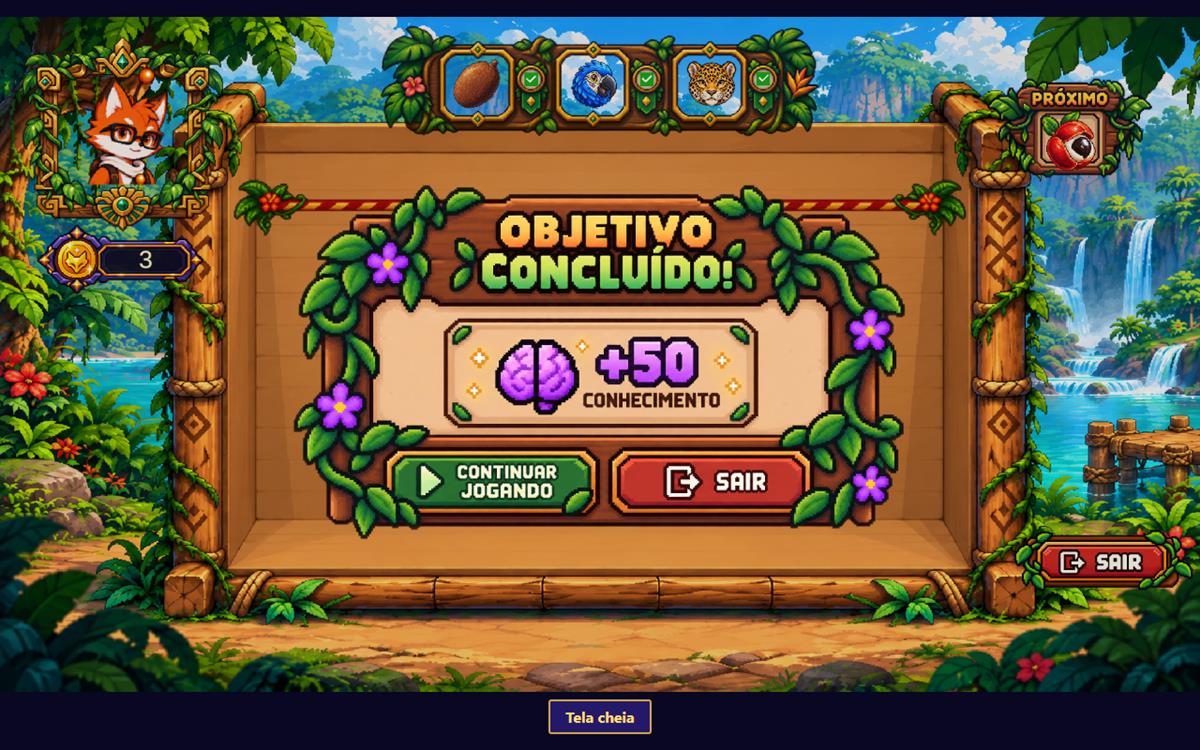 PRÓXIMO
3
OBJETIVO
CONCLUÍDO!
+50
CONHECIMENTO
CONTINUAR
JOGANDO
SAIR
SAIR
Tela cheia